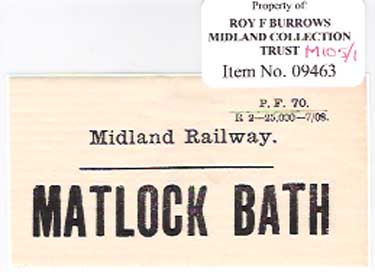 Property of:
ROY F BURROWS
MIDLAND COLLECTION
TRUST M105/1
Item No. 09463
P. F. 70.
R 2—25,000—7/08.
Midland Railway.
MATLOCK BATH